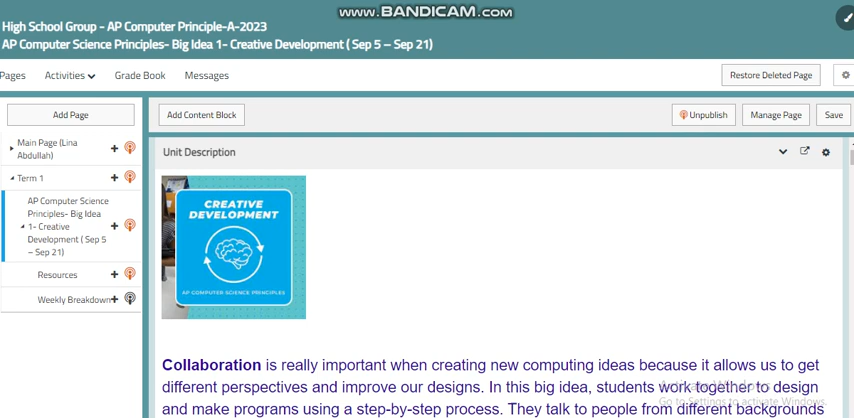 www.BANDICAM.com
High School Group - AP Computer Principle-A-2023
AP Computer Science Principles- Big Idea 1- Creative Development ( Sep 5 – Sep 21)
Pages Activities Grade Book Messages Restore Deleted Page
Add Page Add Content Block Unpublish Manage Page Save
Main Page (Lina
Abdullah)
Term 1
AP Computer Science
Principles- Big Idea
1- Creative
Development ( Sep 5
– Sep 21)
Resources
Weekly Breakdown
Unit Description
CREATIVE
DEVELOPMENT
AP COMPUTER SCIENCE PRINCIPLES
Collaboration is really important when creating new computing ideas because it allows us to get
different perspectives and improve our designs. In this big idea, students work together to design
and make programs using a step-by-step process. They talk to people from different backgrounds
Activate Windows
Go to Settings to activate Windows.